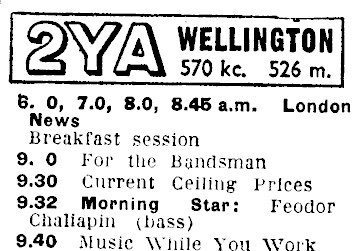 2YA WELLINGTON
570 kc. 526 m.
6. 0, 7.0, 8.0, 8.45 a.m. London
News
Breakfast session
9. 0 For the Bandsman
9.30 Current Ceiling Prices
9.32 Morning Star: Feodor
Chaliapin (bass)
9.40 Music While You Work